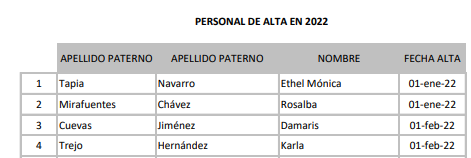 PERSONAL DE ALTA EN 2022
APELLIDO PATERNO APELLIDO PATERNO NOMBRE FECHA ALTA
1 Tapia Navarro Ethel Mónica 01-ene-22
2 Mirafuentes Chávez Rosalba 01-ene-22
3 Cuevas Jiménez Damaris 01-feb-22
4 Trejo Hernández Karla 01-feb-22